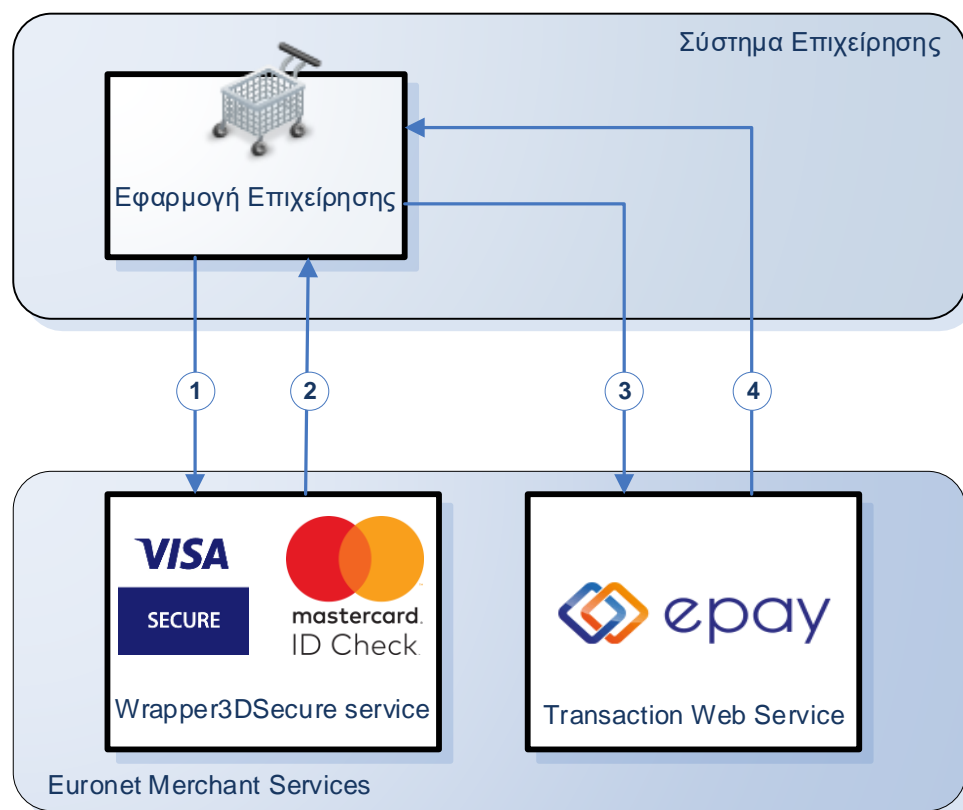 Σύστημα Επιχείρησης
Εφαρμογή Επιχείρησης
1
2
3
4
VISA
SECURE
mastercard.
ID Check
Wrapper3DSecure service
epay
Transaction Web Service
Euronet Merchant Services